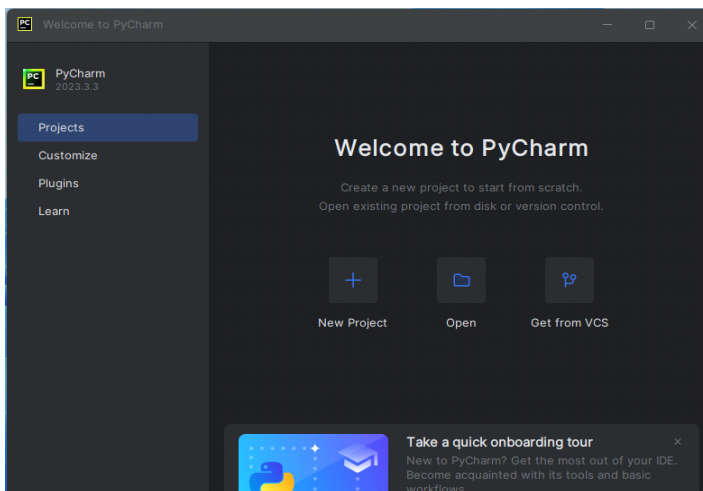 PC Welcome to PyCharm
PC PyCharm
2023.3.3
Projects
Customize
Plugins
Learn
Welcome to PyCharm
Create a new project to start from scratch.
Open existing project from disk or version control.
New Project Open Get from VCS
Take a quick onboarding tour
New to PyCharm? Get the most out of your IDE.
Become acquainted with its tools and basic
workflows